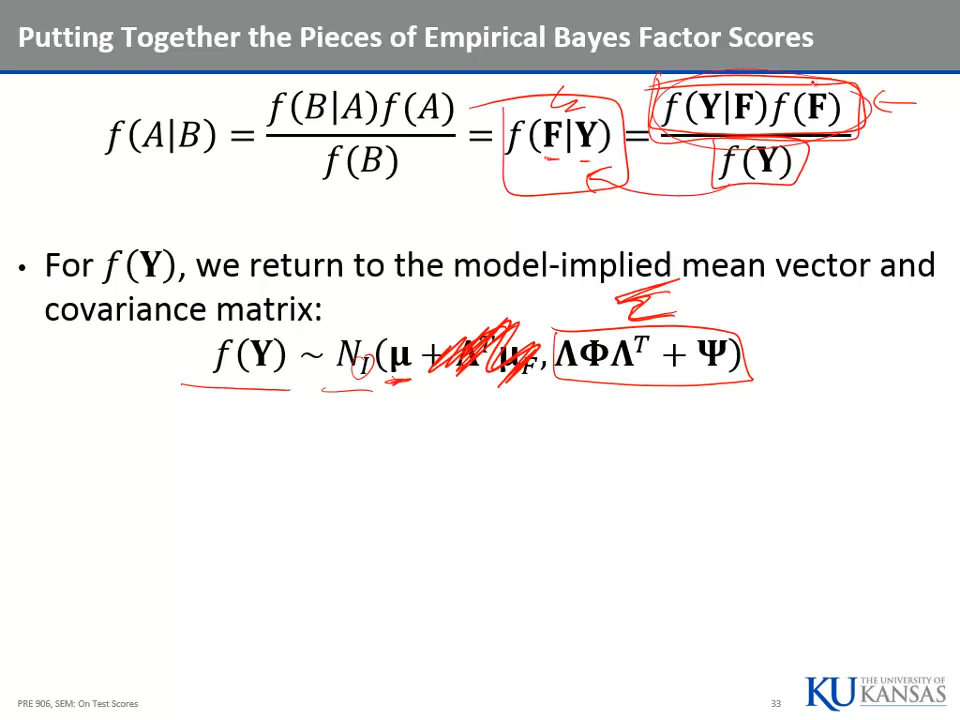 Putting Together the Pieces of Empirical Bayes Factor Scores
f(A|B) = f(B|A)f(A) / f(B) = f(𝐅|𝐘) = f(𝐘|𝐅)f(𝐅) / f(𝐘)
• For f(𝐘), we return to the model-implied mean vector and
covariance matrix:
Σ
f(𝐘) ~ N_I(𝛍 + 𝚲^T 𝛍_F, 𝚲𝚽𝚲^T + 𝚿)
PRE 906, SEM: On Test Scores
33
KU THE UNIVERSITY OF
KANSAS